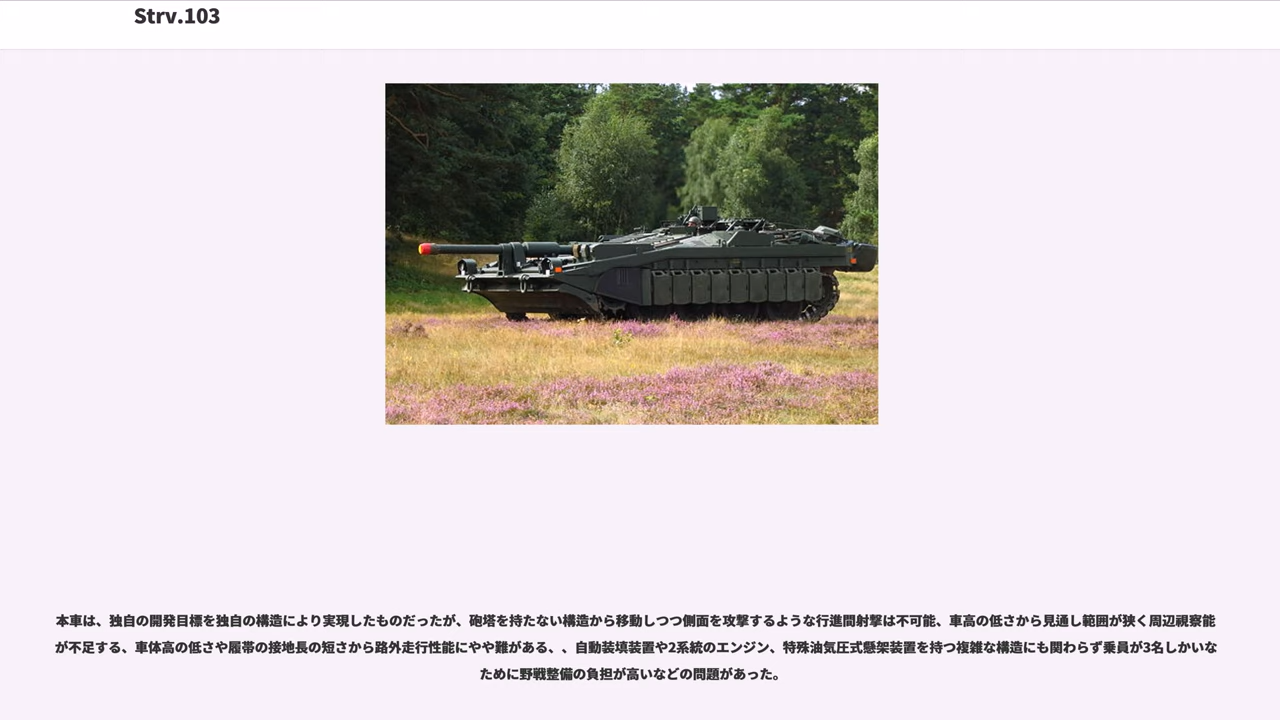 Strv.103
本車は、独自の開発目標を独自の構造により実現したものだったが、砲塔を持たない構造から移動しつつ側面を攻撃するような行進間射撃は不可能、車高の低さから見通し範囲が狭く周辺視察能
が不足する、車体高の低さや履帯の接地長の短さから路外走行性能にやや難がある、、自動装填装置や2系統のエンジン、特殊油気圧式懸架装置を持つ複雑な構造にも関わらず乗員が3名しかいな
ために野戦整備の負担が高いなどの問題があった。